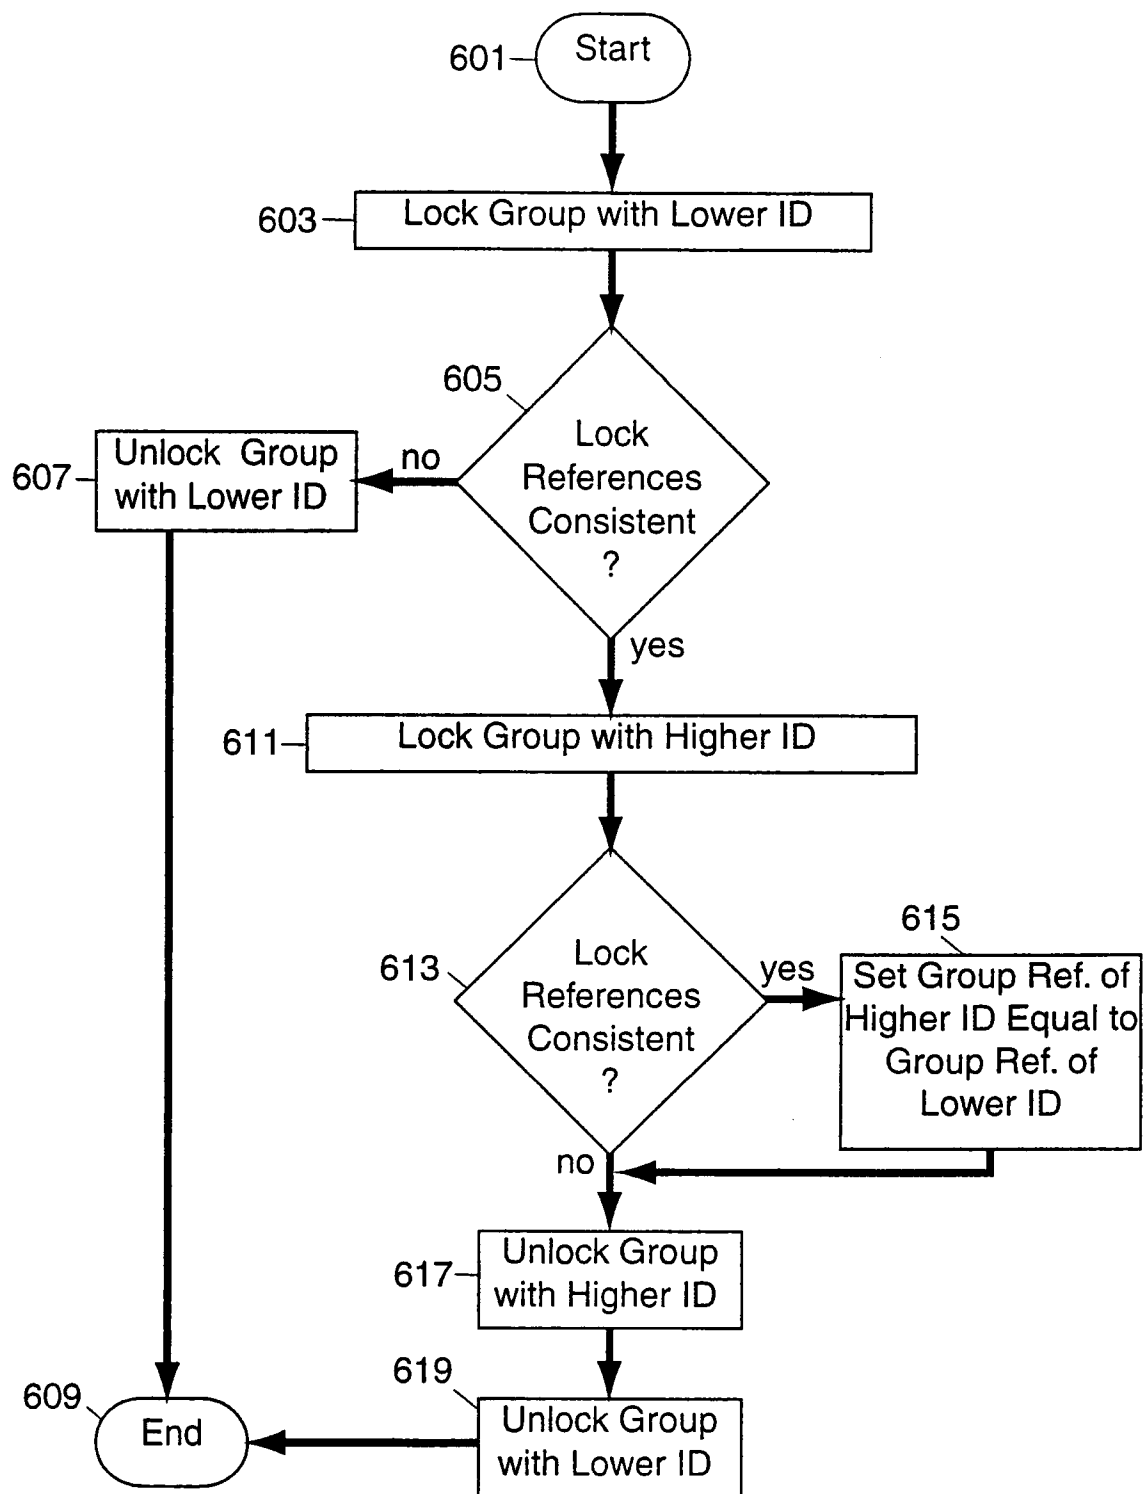 601
Start
603
Lock Group with Lower ID
605
Lock
References
Consistent
?
no
607
Unlock Group
with Lower ID
yes
611
Lock Group with Higher ID
613
Lock
References
Consistent
?
yes
615
Set Group Ref. of
Higher ID Equal to
Group Ref. of
Lower ID
no
617
Unlock Group
with Higher ID
619
Unlock Group
with Lower ID
609
End